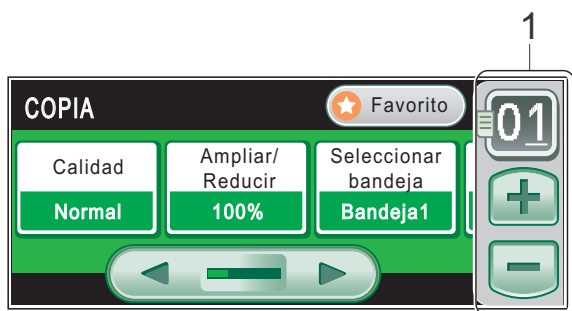 1
COPIA
Favorito
01
Calidad
Normal
Ampliar/
Reducir
100%
Seleccionar
bandeja
Bandeja1
+
-